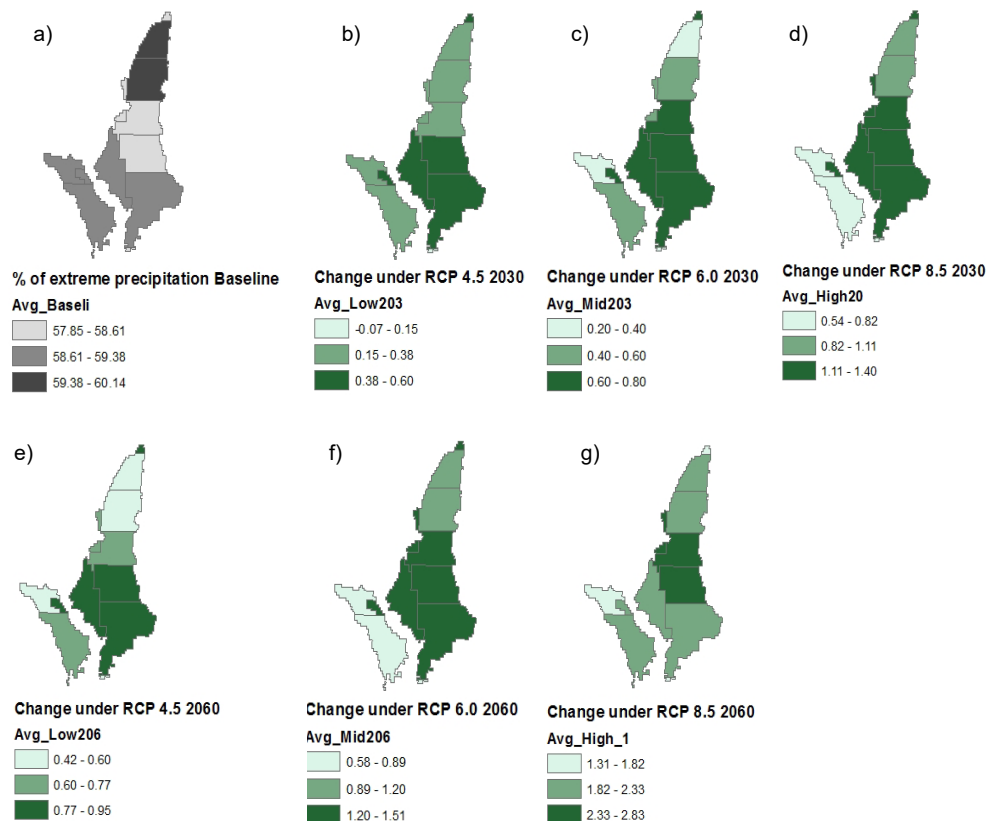 a)
b)
c)
d)
% of extreme precipitation Baseline
Avg_Baseli
57.85 - 58.61
58.61 - 59.38
59.38 - 60.14
Change under RCP 4.5 2030
Avg_Low203
-0.07 - 0.15
0.15 - 0.38
0.38 - 0.60
Change under RCP 6.0 2030
Avg_Mid203
0.20 - 0.40
0.40 - 0.60
0.60 - 0.80
Change under RCP 8.5 2030
Avg_High20
0.54 - 0.82
0.82 - 1.11
1.11 - 1.40
e)
f)
g)
Change under RCP 4.5 2060
Avg_Low206
0.42 - 0.60
0.60 - 0.77
0.77 - 0.95
Change under RCP 6.0 2060
Avg_Mid206
0.58 - 0.89
0.89 - 1.20
1.20 - 1.51
Change under RCP 8.5 2060
Avg_High_1
1.31 - 1.82
1.82 - 2.33
2.33 - 2.83